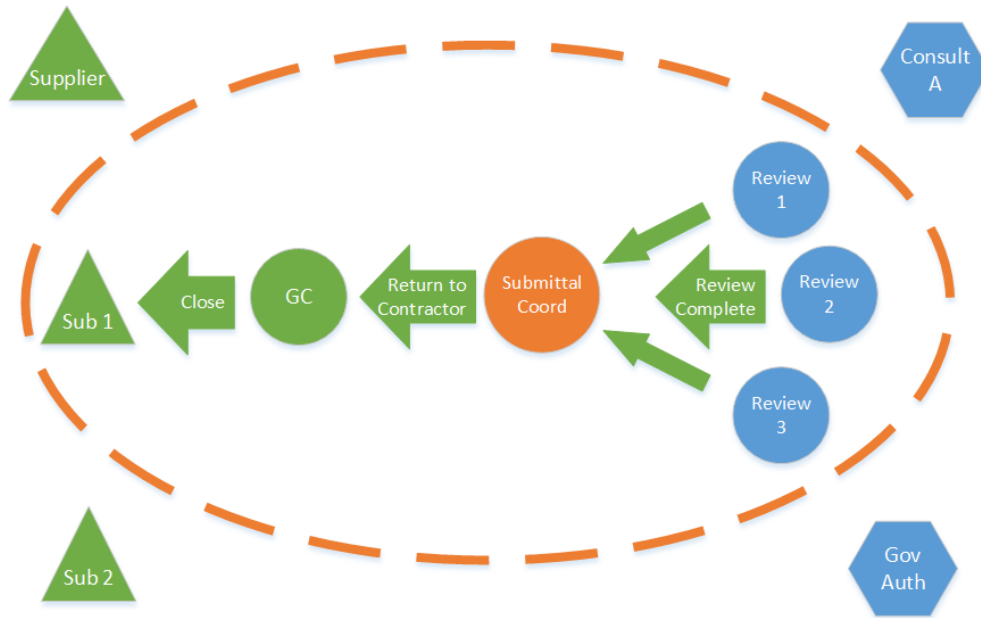 Supplier
Consult
A
Review
1
Sub 1
Close
GC
Return to
Contractor
Submittal
Coord
Review
Complete
Review
2
Review
3
Sub 2
Gov
Auth